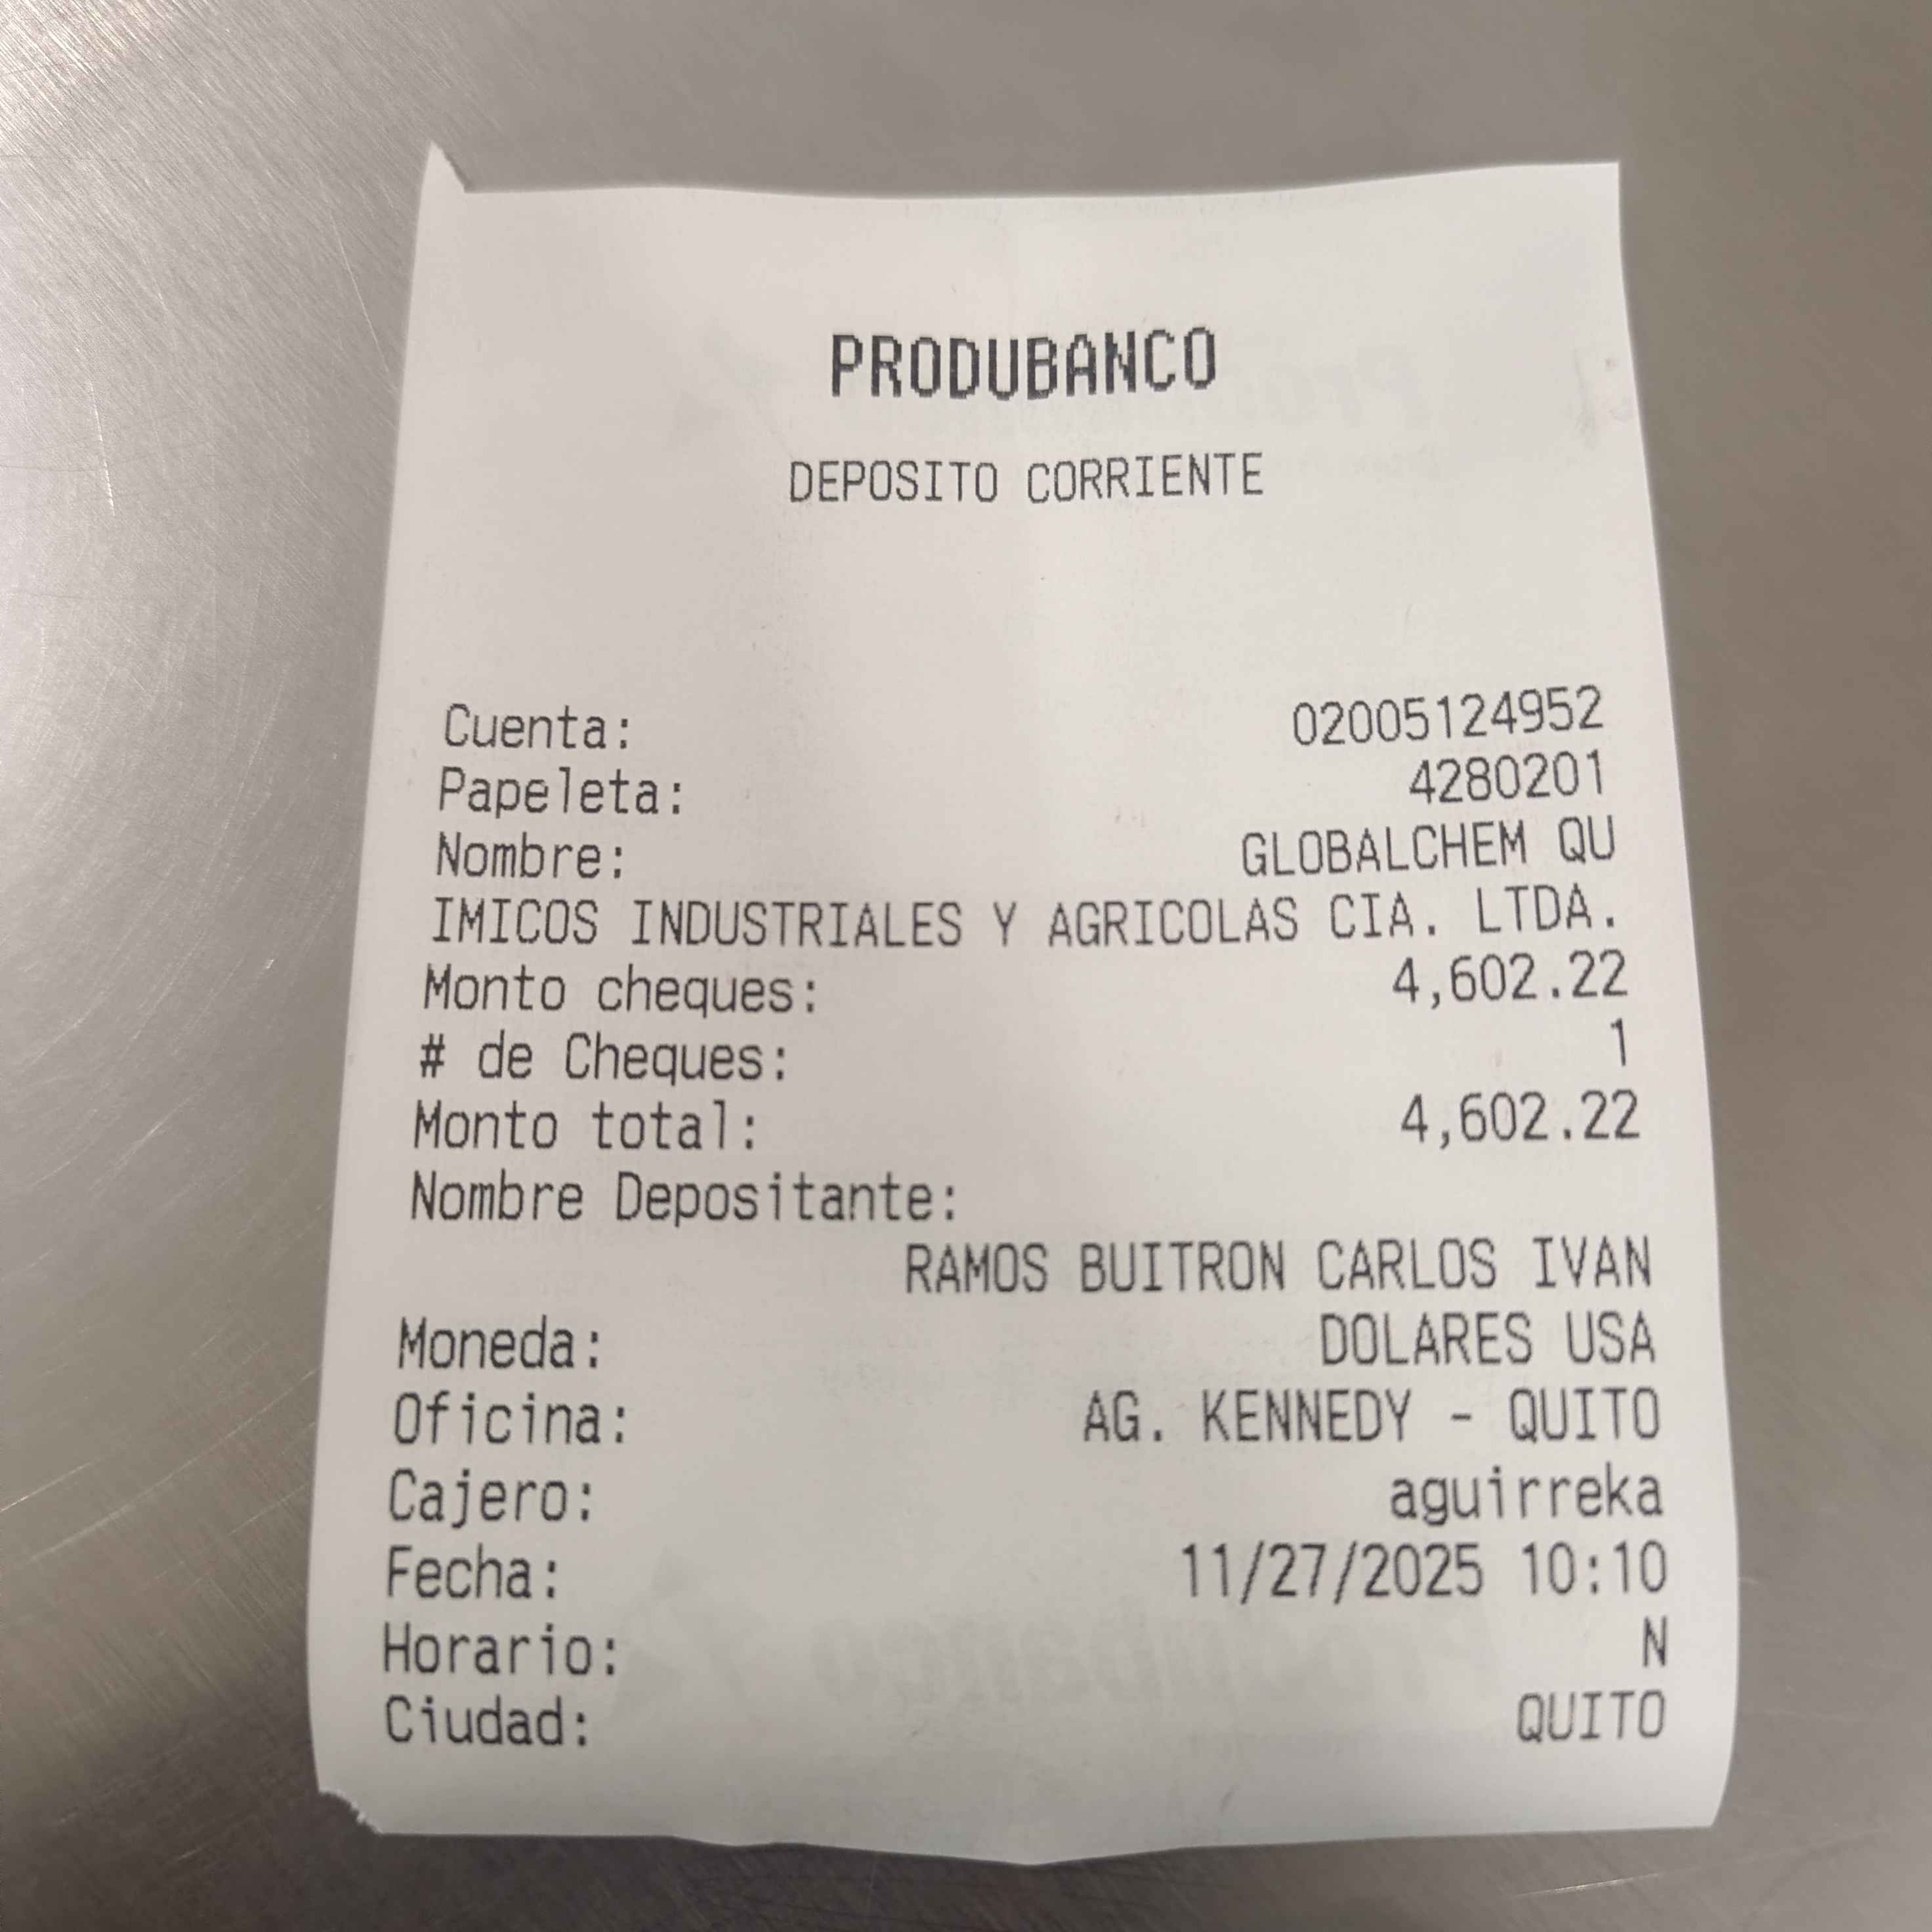 PRODUBANCO
DEPOSITO CORRIENTE
Cuenta: 02005124952
Papeleta: 4280201
Nombre: GLOBALCHEM QU
IMICOS INDUSTRIALES Y AGRICOLAS CIA. LTDA.
Monto cheques: 4,602.22
# de Cheques: 1
Monto total: 4,602.22
Nombre Depositante:
RAMOS BUITRON CARLOS IVAN
Moneda: DOLARES USA
Oficina: AG. KENNEDY - QUITO
Cajero: aguirreka
Fecha: 11/27/2025 10:10
Horario: N
Ciudad: QUITO